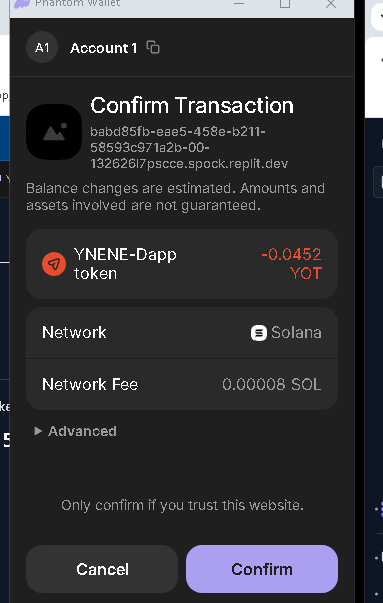 Phantom Wallet
A1 Account 1
Confirm Transaction
babd85fb-eae5-458e-b211-
58593c971a2b-00-
132626l7pscce.spock.replit.dev
Balance changes are estimated. Amounts and
assets involved are not guaranteed.
YNENE-Dapp
token
-0.0452
YOT
Network Solana
Network Fee 0.00008 SOL
Advanced
Only confirm if you trust this website.
Cancel Confirm